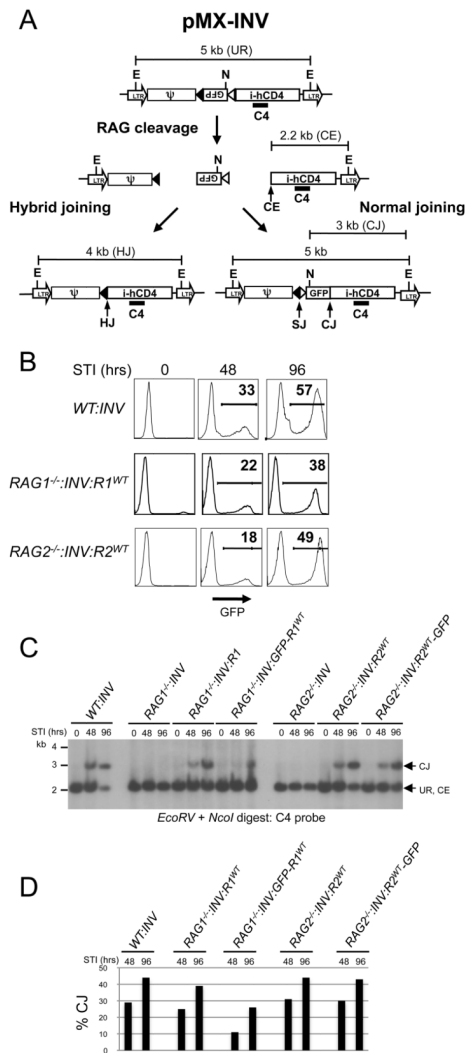 A
pMX-INV
5 kb (UR)
E N E
LTR ψ GFP i-hCD4 LTR
C4
RAG cleavage
2.2 kb (CE)
E N E
LTR ψ GFP i-hCD4 LTR
CE C4
Hybrid joining Normal joining
3 kb (CJ)
4 kb (HJ) 5 kb
E E E N E
LTR ψ i-hCD4 LTR LTR ψ GFP i-hCD4 LTR
HJ C4 SJ CJ C4
B
STI (hrs) 0 48 96
WT:INV 33 57
RAG1-/-:INV:R1WT 22 38
RAG2-/-:INV:R2WT 18 49
GFP
C
WT:INV RAG1-/-:INV RAG1-/-:INV:R1 RAG1-/-:INV:GFP-R1WT RAG2-/-:INV RAG2-/-:INV:R2WT RAG2-/-:INV:R2WT-GFP
STI (hrs) 0 48 96 0 48 96 0 48 96 0 48 96 0 48 96 0 48 96 0 48 96
kb
4
3 CJ
2 UR, CE
EcoRV + NcoI digest: C4 probe
D
WT:INV RAG1-/-:INV:R1WT RAG1-/-:INV:GFP-R1WT RAG2-/-:INV:R2WT RAG2-/-:INV:R2WT-GFP
STI (hrs) 48 96 48 96 48 96 48 96 48 96
% CJ
50
40
30
20
10
0